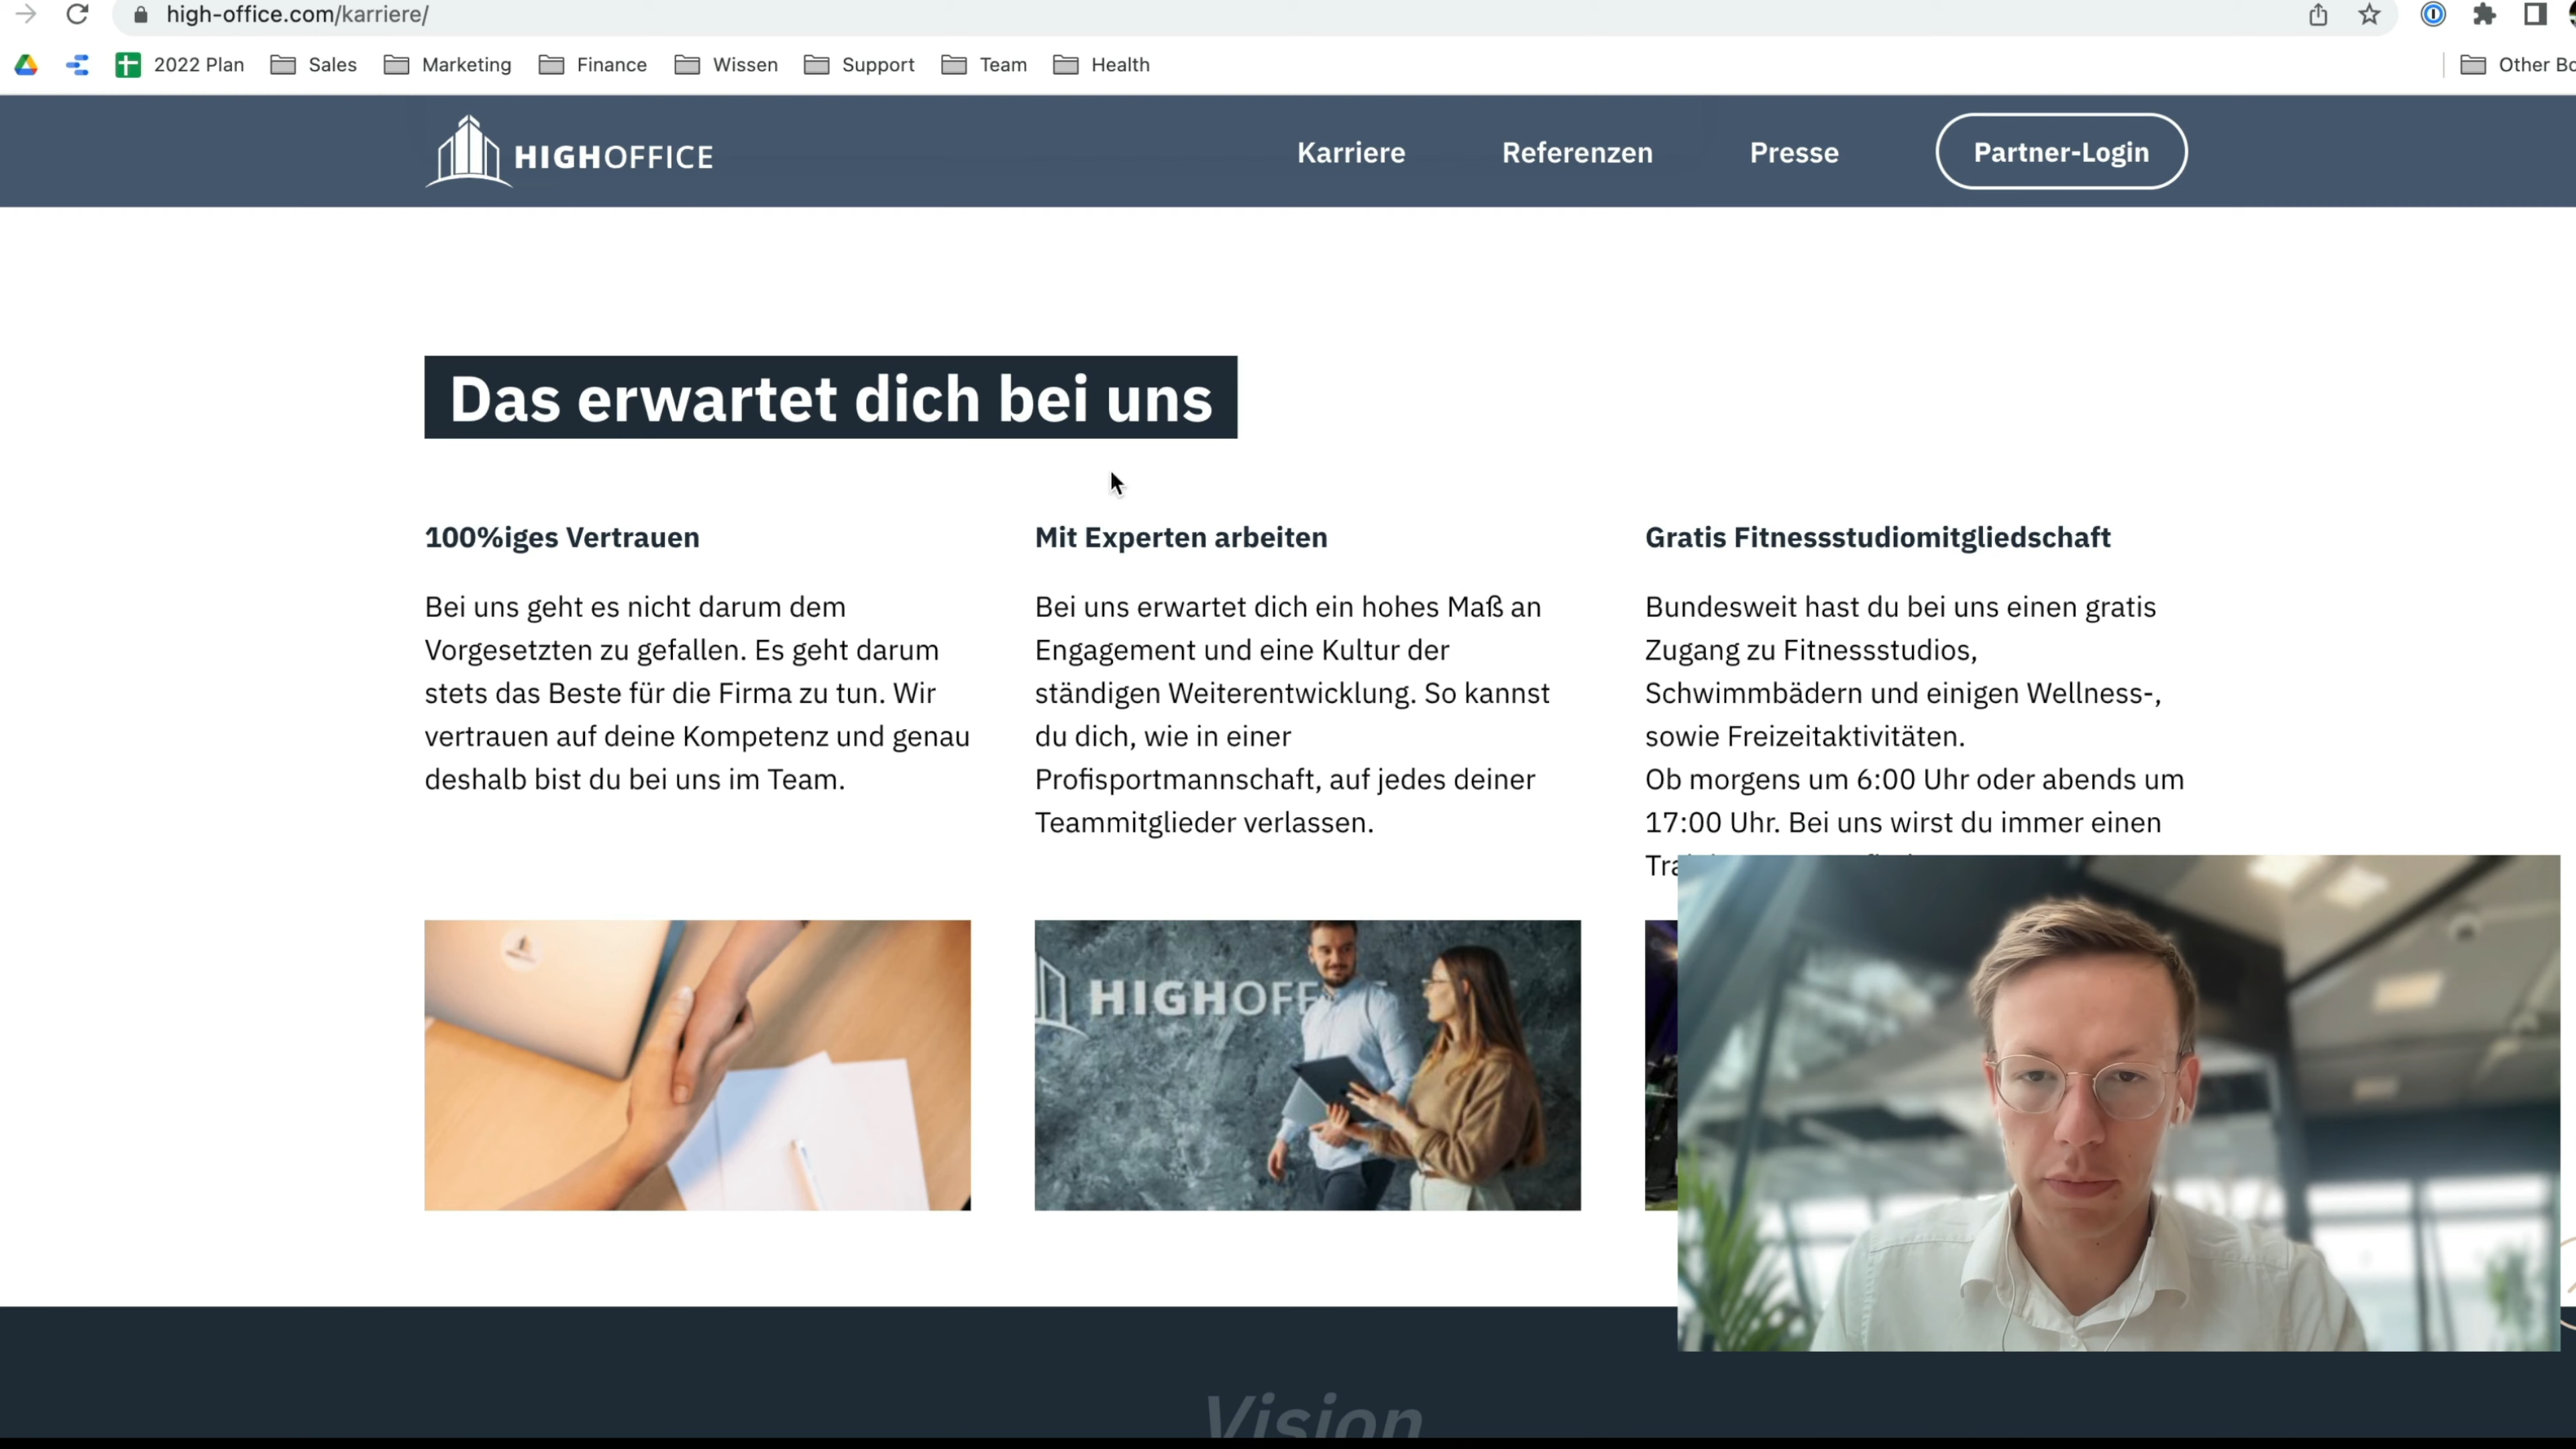 high-office.com/karriere/
2022 Plan Sales Marketing Finance Wissen Support Team Health Other
HIGHOFFICE Karriere Referenzen Presse Partner-Login
Das erwartet dich bei uns
100%iges Vertrauen
Bei uns geht es nicht darum dem
Vorgesetzten zu gefallen. Es geht darum
stets das Beste für die Firma zu tun. Wir
vertrauen auf deine Kompetenz und genau
deshalb bist du bei uns im Team.
Mit Experten arbeiten
Bei uns erwartet dich ein hohes Maß an
Engagement und eine Kultur der
ständigen Weiterentwicklung. So kannst
du dich, wie in einer
Profisportmannschaft, auf jedes deiner
Teammitglieder verlassen.
Gratis Fitnessstudiomitgliedschaft
Bundesweit hast du bei uns einen gratis
Zugang zu Fitnessstudios,
Schwimmbädern und einigen Wellness-,
sowie Freizeitaktivitäten.
Ob morgens um 6:00 Uhr oder abends um
17:00 Uhr. Bei uns wirst du immer einen
HIGHOFF
Vision